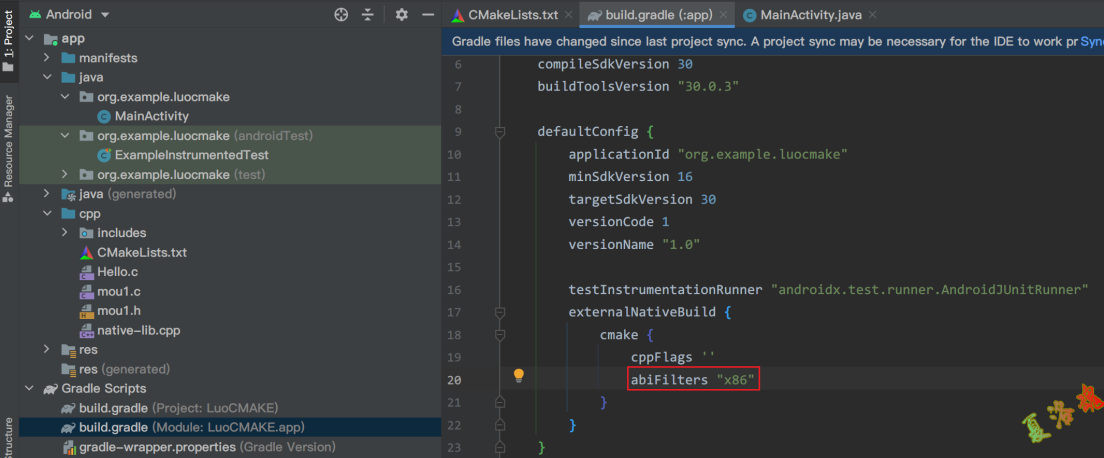 Android
CMakeLists.txt
build.gradle (:app)
MainActivity.java
1: Project
Resource Manager
Structure
app
manifests
java
org.example.luocmake
MainActivity
org.example.luocmake (androidTest)
ExampleInstrumentedTest
org.example.luocmake (test)
java (generated)
cpp
includes
CMakeLists.txt
Hello.c
mou1.c
mou1.h
native-lib.cpp
res
res (generated)
Gradle Scripts
build.gradle (Project: LuoCMAKE)
build.gradle (Module: LuoCMAKE.app)
gradle-wrapper.properties (Gradle Version)
Gradle files have changed since last project sync. A project sync may be necessary for the IDE to work pr Sync
6 compileSdkVersion 30
7 buildToolsVersion "30.0.3"
8
9 defaultConfig {
10 applicationId "org.example.luocmake"
11 minSdkVersion 16
12 targetSdkVersion 30
13 versionCode 1
14 versionName "1.0"
15
16 testInstrumentationRunner "androidx.test.runner.AndroidJUnitRunner"
17 externalNativeBuild {
18 cmake {
19 cppFlags ''
20 abiFilters "x86"
21 }
22 }
23 }
夏洛